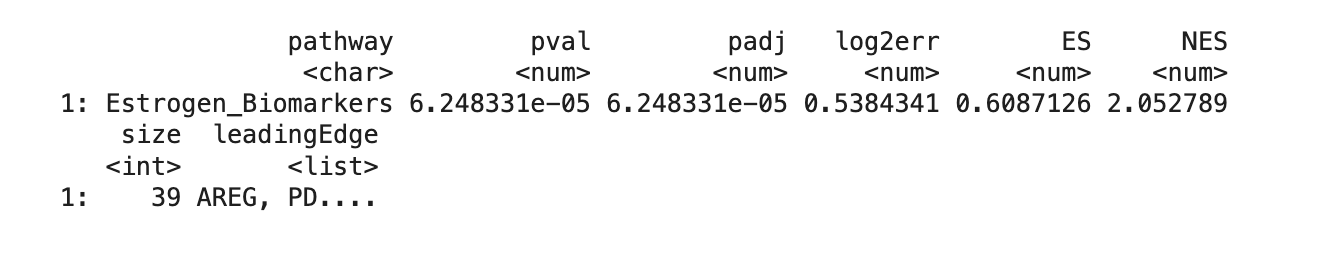 pathway pval padj log2err ES NES
<char> <num> <num> <num> <num> <num>
1: Estrogen_Biomarkers 6.248331e-05 6.248331e-05 0.5384341 0.6087126 2.052789
size leadingEdge
<int> <list>
1: 39 AREG, PD....